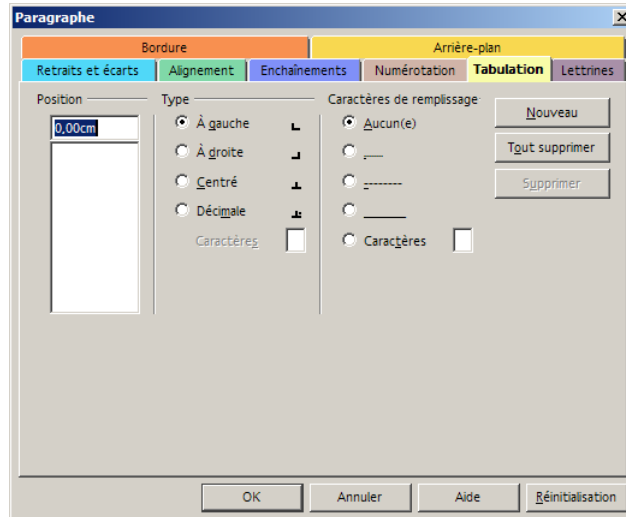 Paragraphe
Bordure
Arrière-plan
Retraits et écarts
Alignement
Enchaînements
Numérotation
Tabulation
Lettrines
Position
Type
Caractères de remplissage
0,00cm
À gauche
Aucun(e)
Nouveau
À droite
.....
Tout supprimer
Centré
--------
Supprimer
Décimale
______
Caractères
Caractères
OK
Annuler
Aide
Réinitialisation